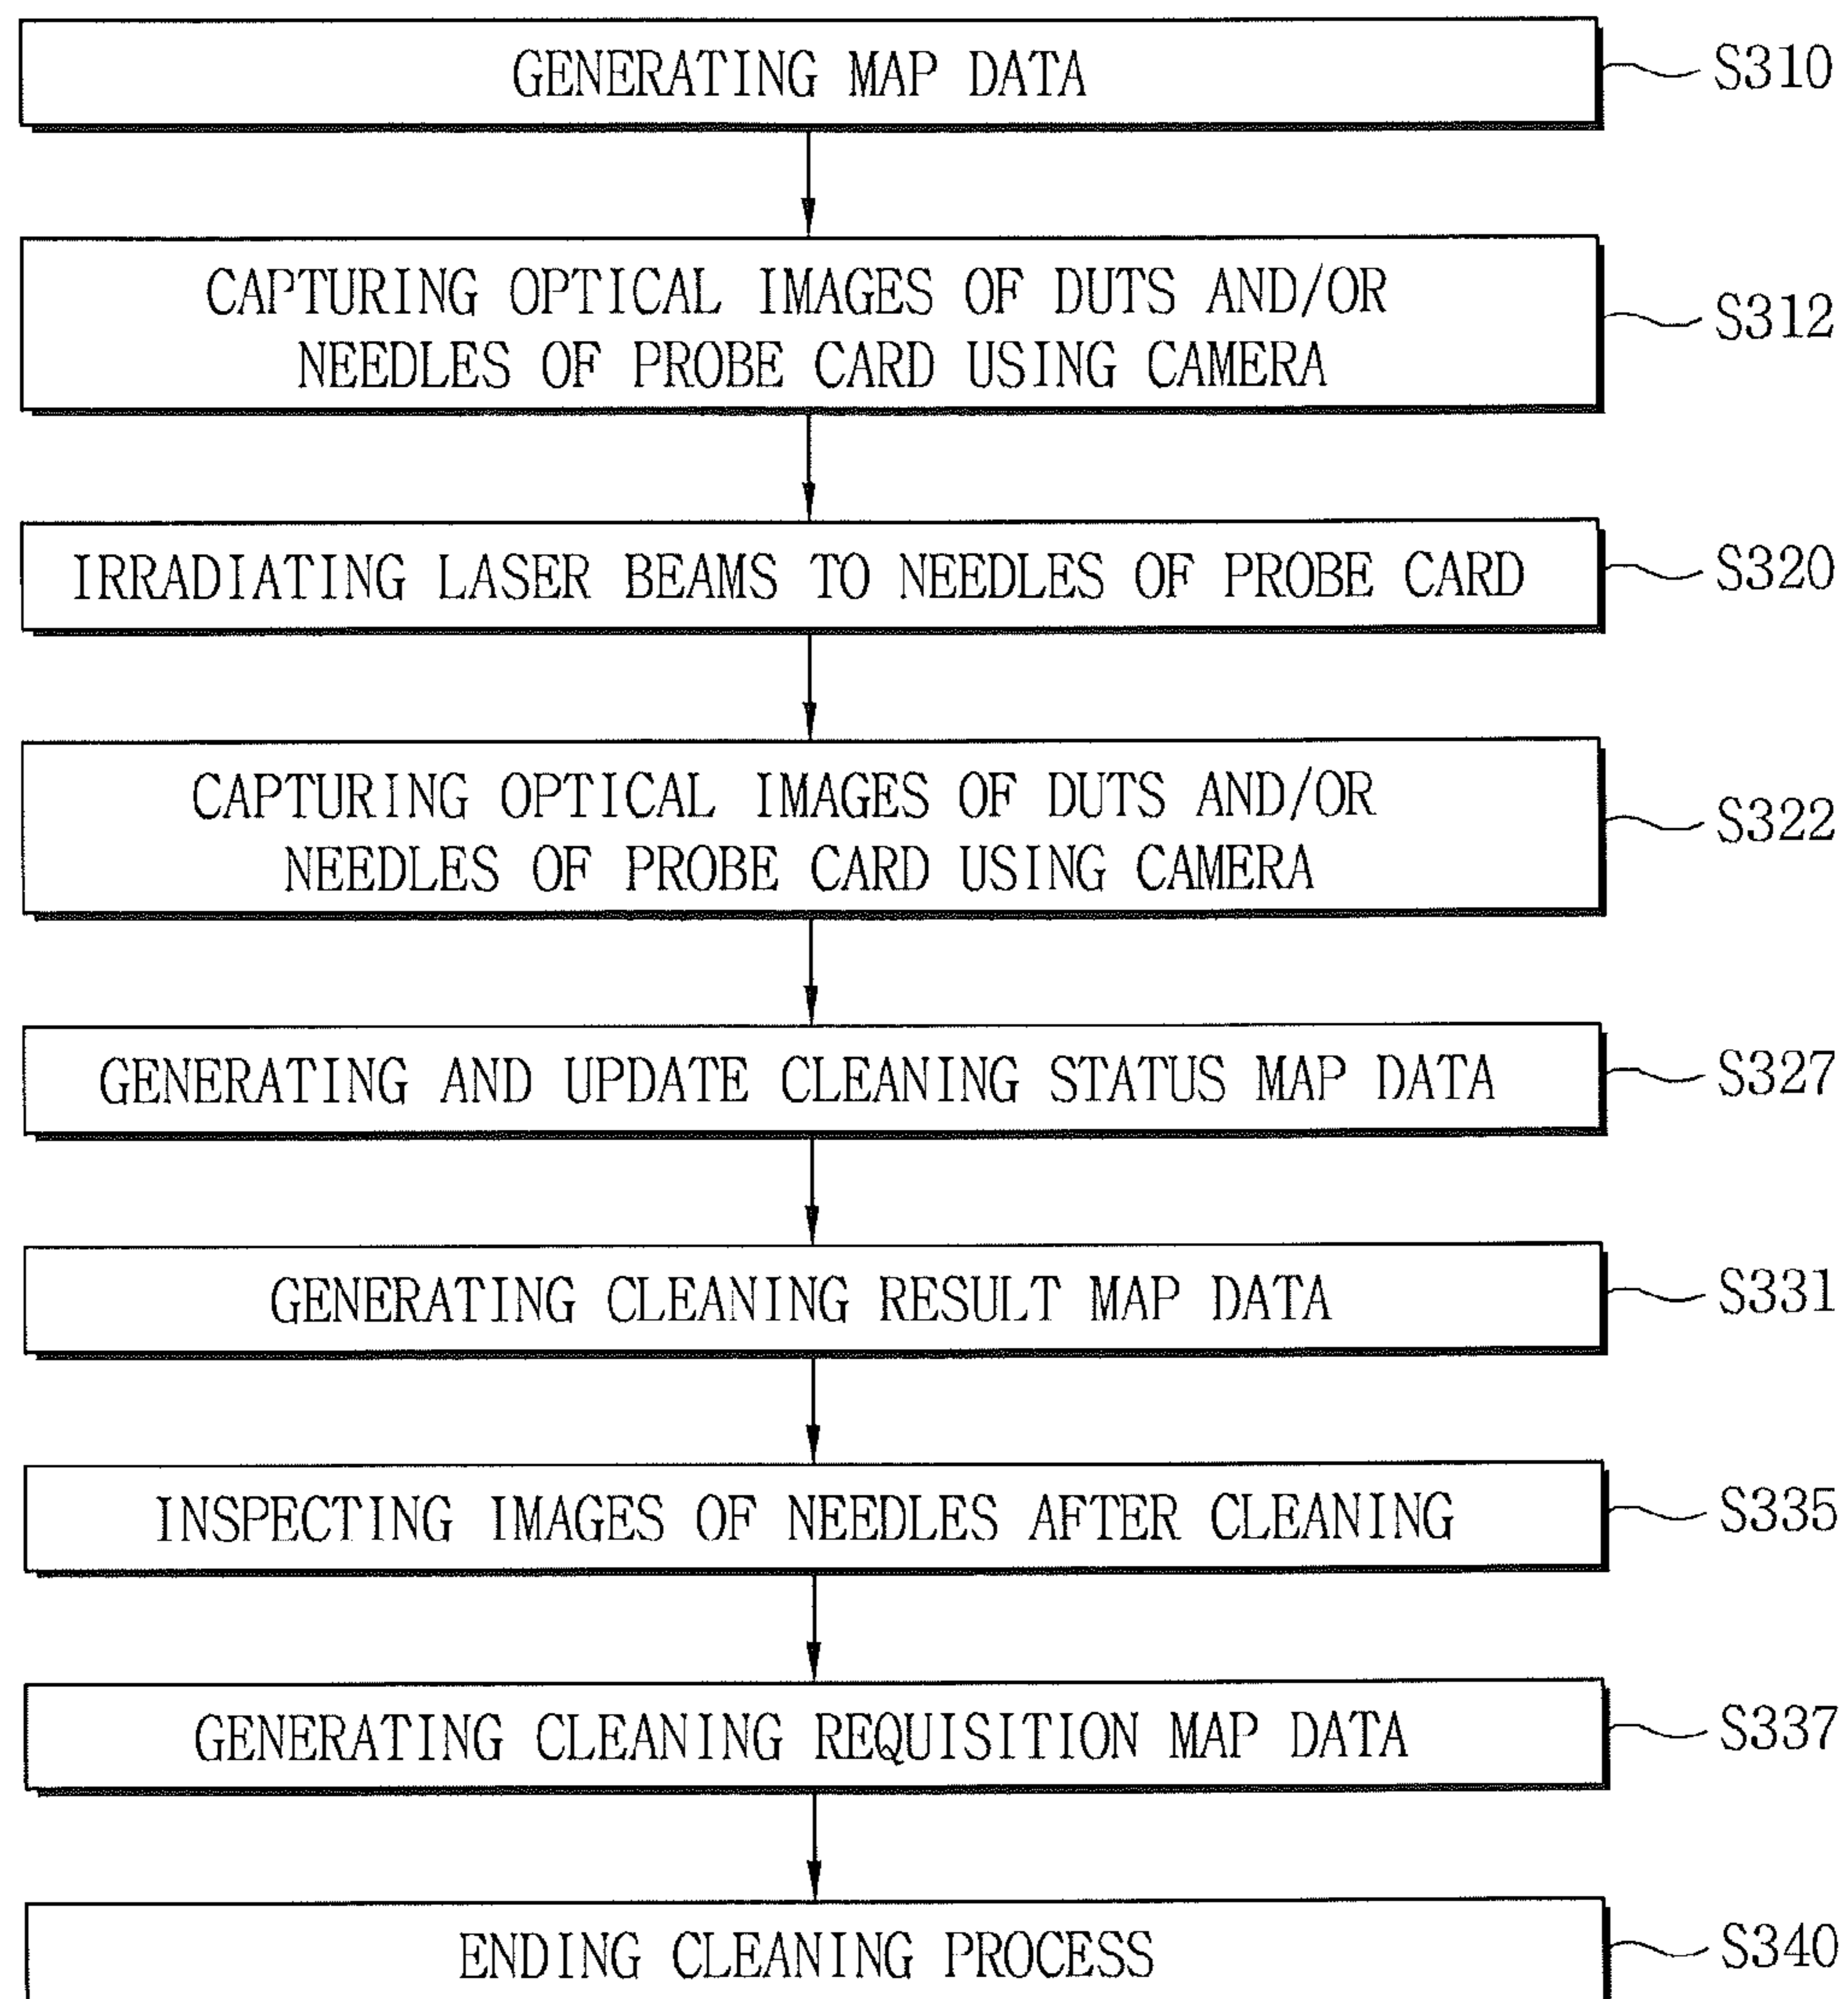 GENERATING MAP DATA
S310
CAPTURING OPTICAL IMAGES OF DUTS AND/OR
NEEDLES OF PROBE CARD USING CAMERA
S312
IRRADIATING LASER BEAMS TO NEEDLES OF PROBE CARD
S320
CAPTURING OPTICAL IMAGES OF DUTS AND/OR
NEEDLES OF PROBE CARD USING CAMERA
S322
GENERATING AND UPDATE CLEANING STATUS MAP DATA
S327
GENERATING CLEANING RESULT MAP DATA
S331
INSPECTING IMAGES OF NEEDLES AFTER CLEANING
S335
GENERATING CLEANING REQUISITION MAP DATA
S337
ENDING CLEANING PROCESS
S340